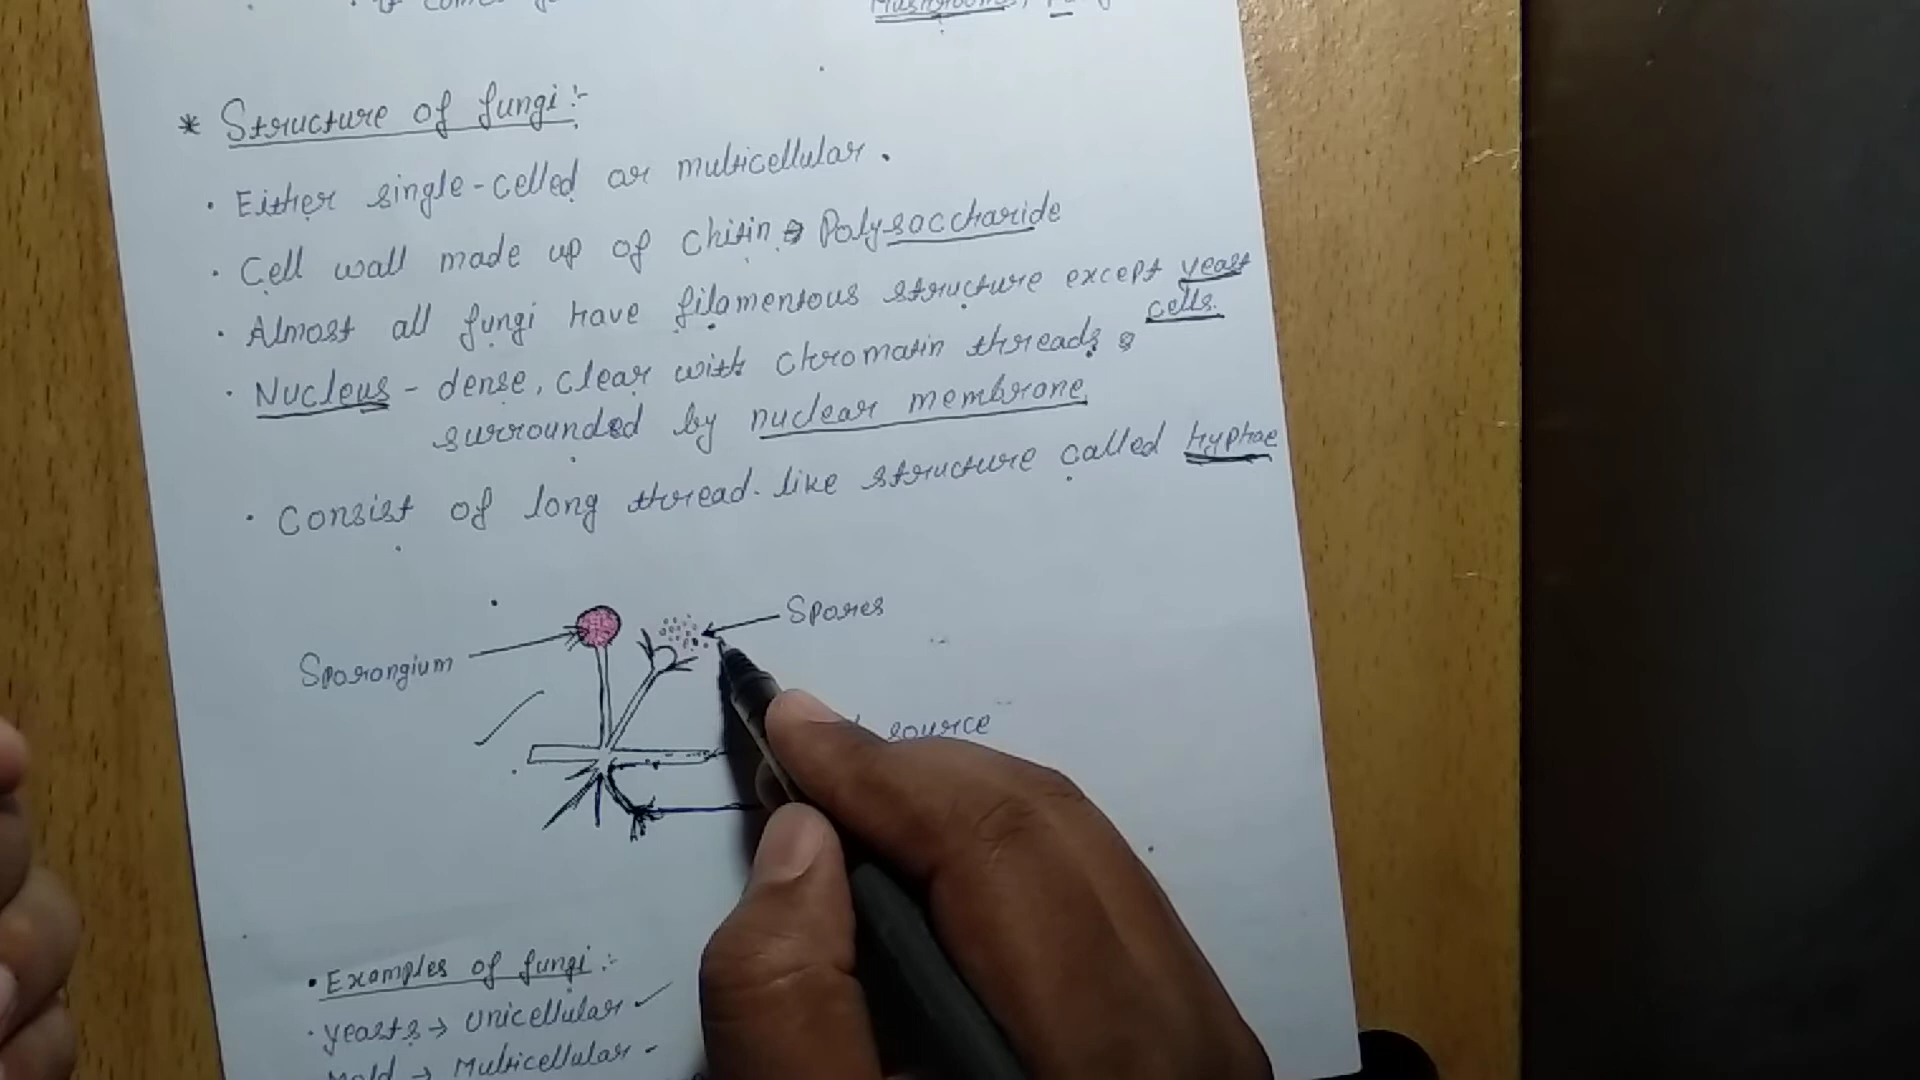 * Structure of fungi:-
• Either single-celled or multicellular.
• Cell wall made up of chitin → Polysaccharide
• Almost all fungi have filamentous structure except yeast
cells.
• Nucleus - dense, clear with chromatin threads &
surrounded by nuclear membrane.
• Consist of long thread-like structure called hyphae
Spores
Sporangium
source
• Examples of fungi:-
• Yeasts → Unicellular ✓
Mold → Multicellular -